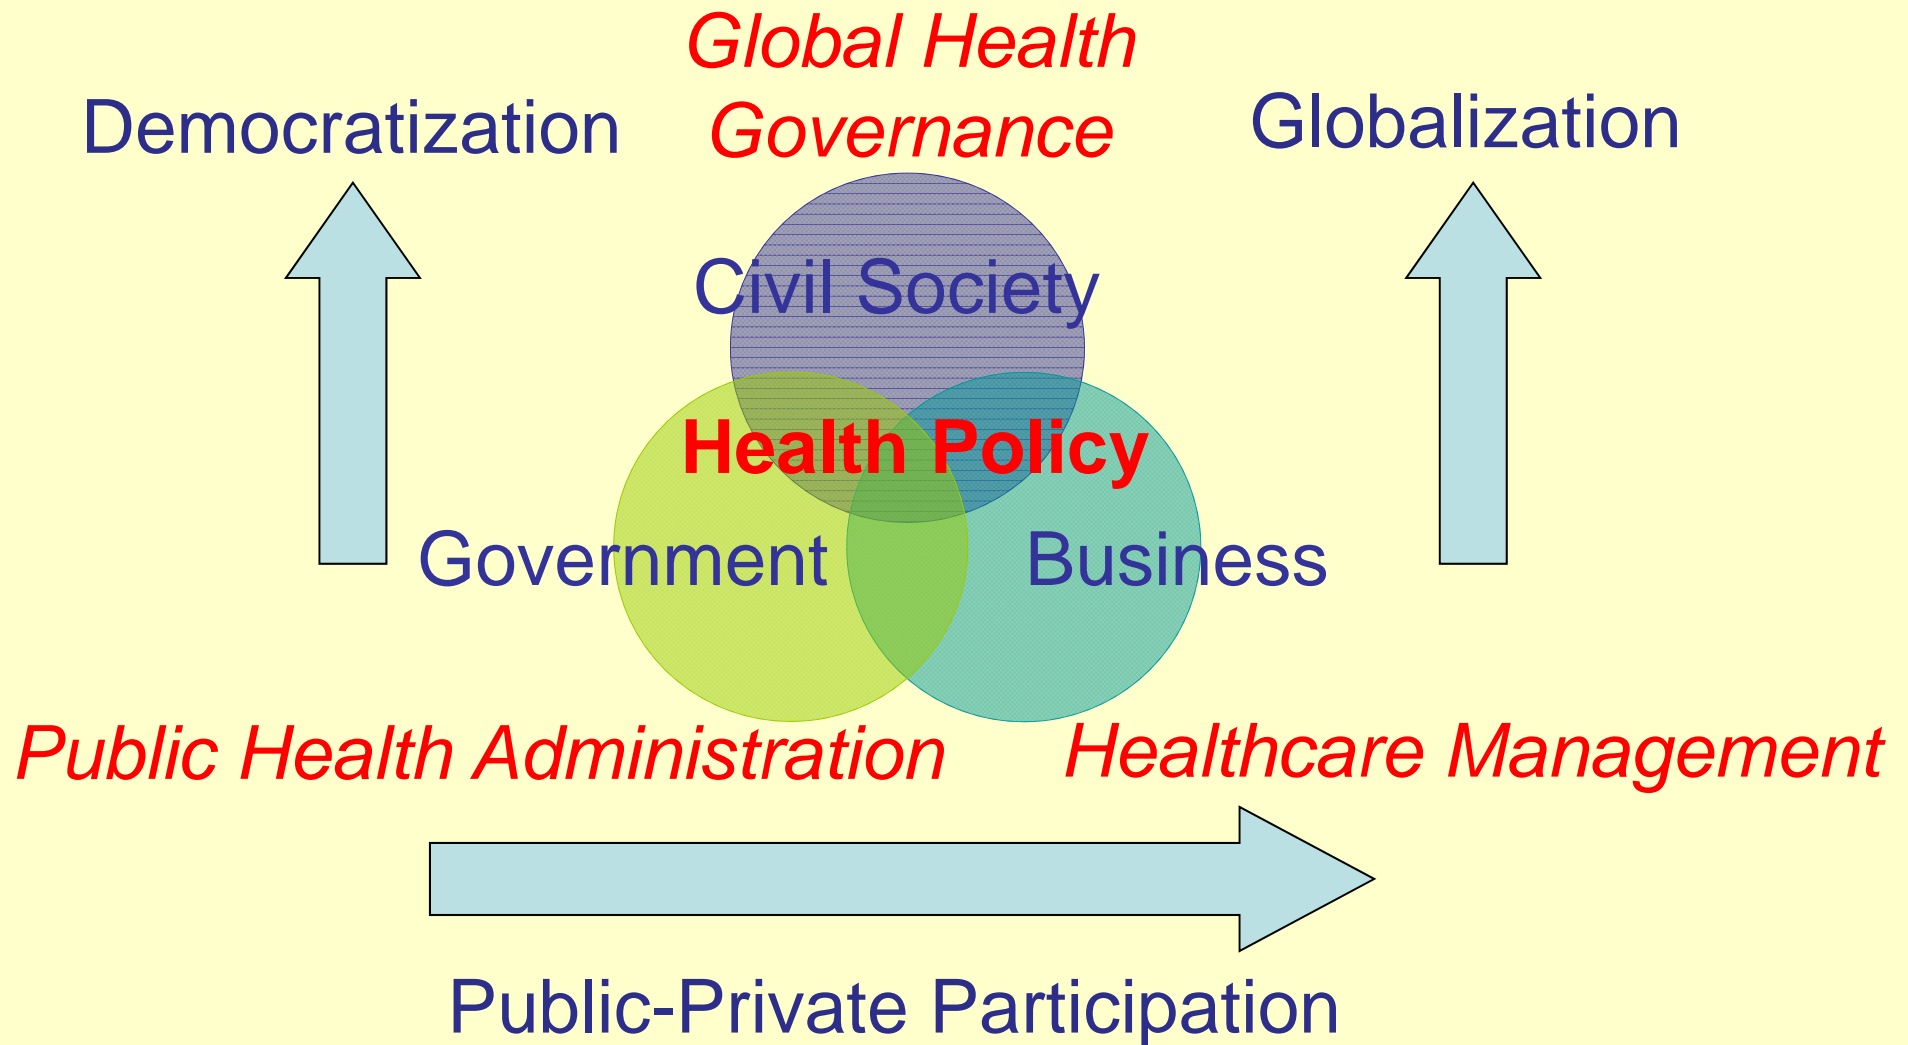 Global Health
Governance
Democratization
Globalization
Civil Society
Health Policy
Government
Business
Public Health Administration
Healthcare Management
Public-Private Participation